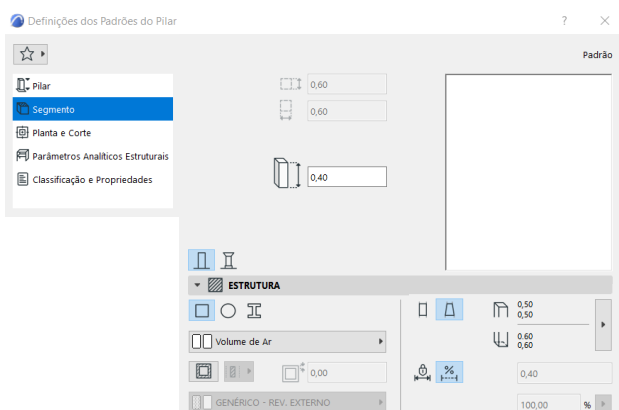 Definições dos Padrões do Pilar
?
Padrão
Pilar
Segmento
Planta e Corte
Parâmetros Analíticos Estruturais
Classificação e Propriedades
0,60
0,60
0,40
ESTRUTURA
0,50
0,50
Volume de Ar
0.60
0,60
0,00
%
0,40
GENÉRICO - REV. EXTERNO
100,00 %